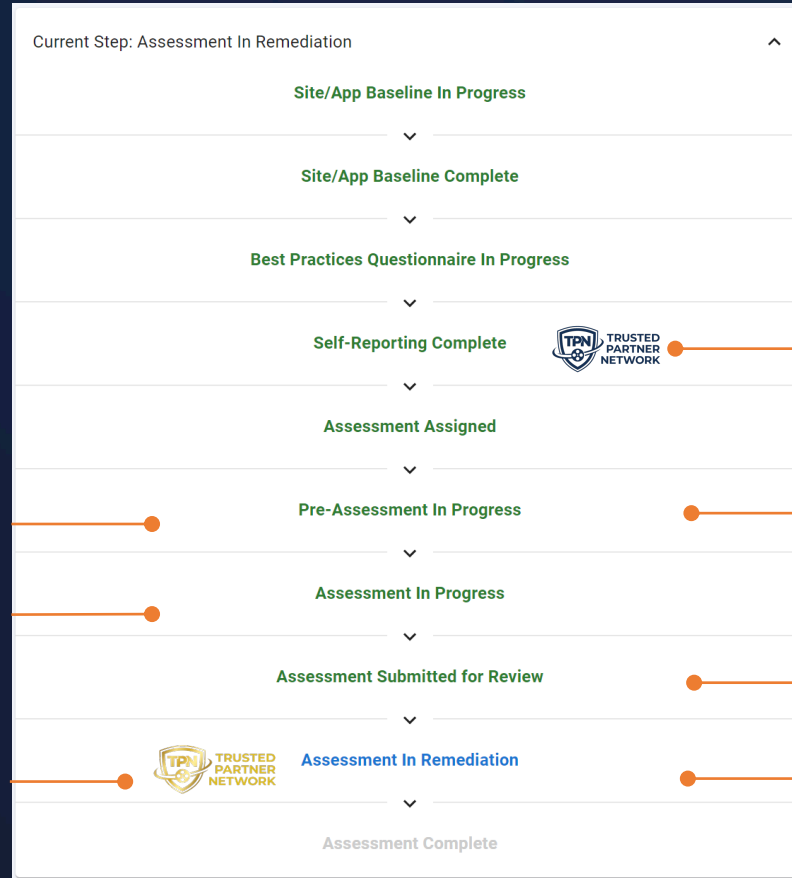 Current Step: Assessment In Remediation
Site/App Baseline In Progress
Site/App Baseline Complete
Best Practices Questionnaire In Progress
Self-Reporting Complete
TPN
TRUSTED
PARTNER
NETWORK
Assessment Assigned
Pre-Assessment In Progress
Assessment In Progress
Assessment Submitted for Review
TPN
TRUSTED
PARTNER
NETWORK
Assessment In Remediation
Assessment Complete